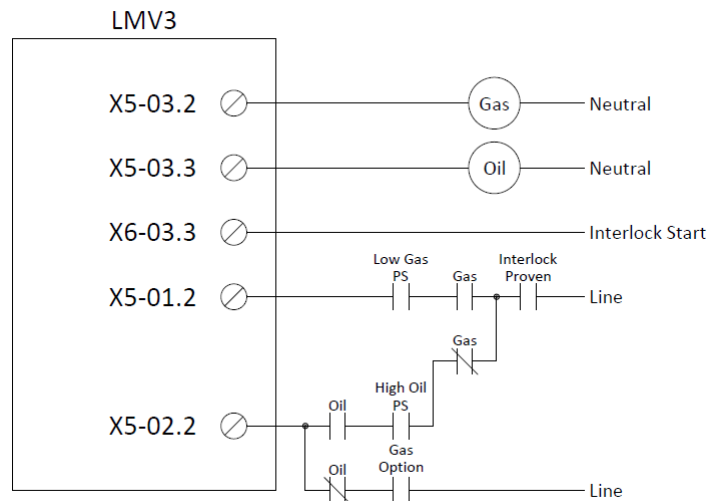 LMV3
X5-03.2
Gas
Neutral
X5-03.3
Oil
Neutral
X6-03.3
Interlock Start
Low Gas
PS
Gas
Interlock
Proven
X5-01.2
Line
Gas
High Oil
PS
Oil
X5-02.2
Gas
Option
Oil
Line